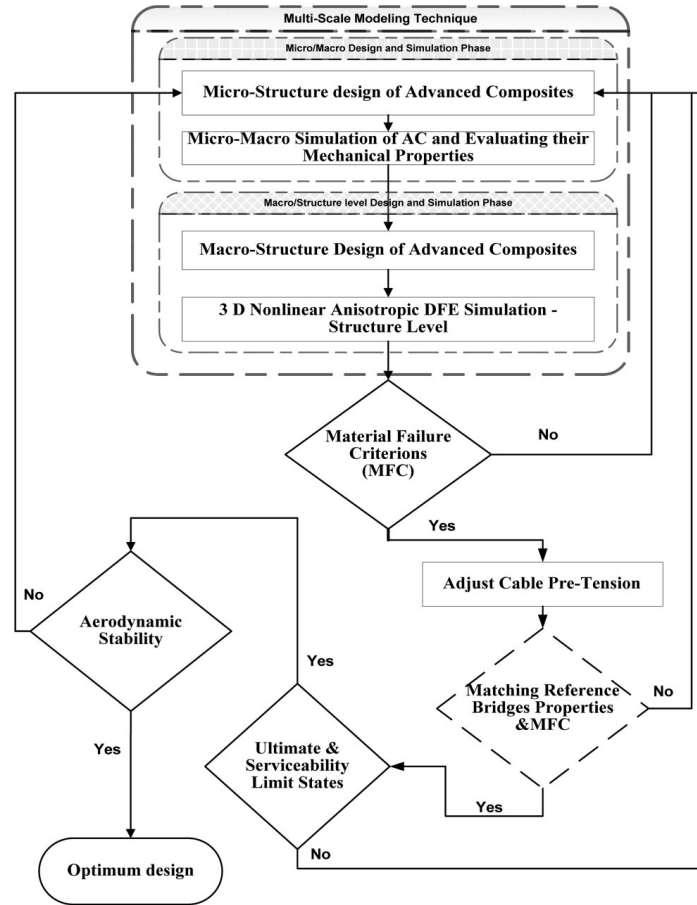 Multi-Scale Modeling Technique
Micro/Macro Design and Simulation Phase
Micro-Structure design of Advanced Composites
Micro-Macro Simulation of AC and Evaluating their
Mechanical Properties
Macro/Structure level Design and Simulation Phase
Macro-Structure Design of Advanced Composites
3 D Nonlinear Anisotropic DFE Simulation -
Structure Level
Material Failure
Criterions
(MFC)
No
Yes
Adjust Cable Pre-Tension
Matching Reference
Bridges Properties
&MFC
No
Yes
Ultimate &
Serviceability
Limit States
Yes
No
Aerodynamic
Stability
No
Yes
Optimum design